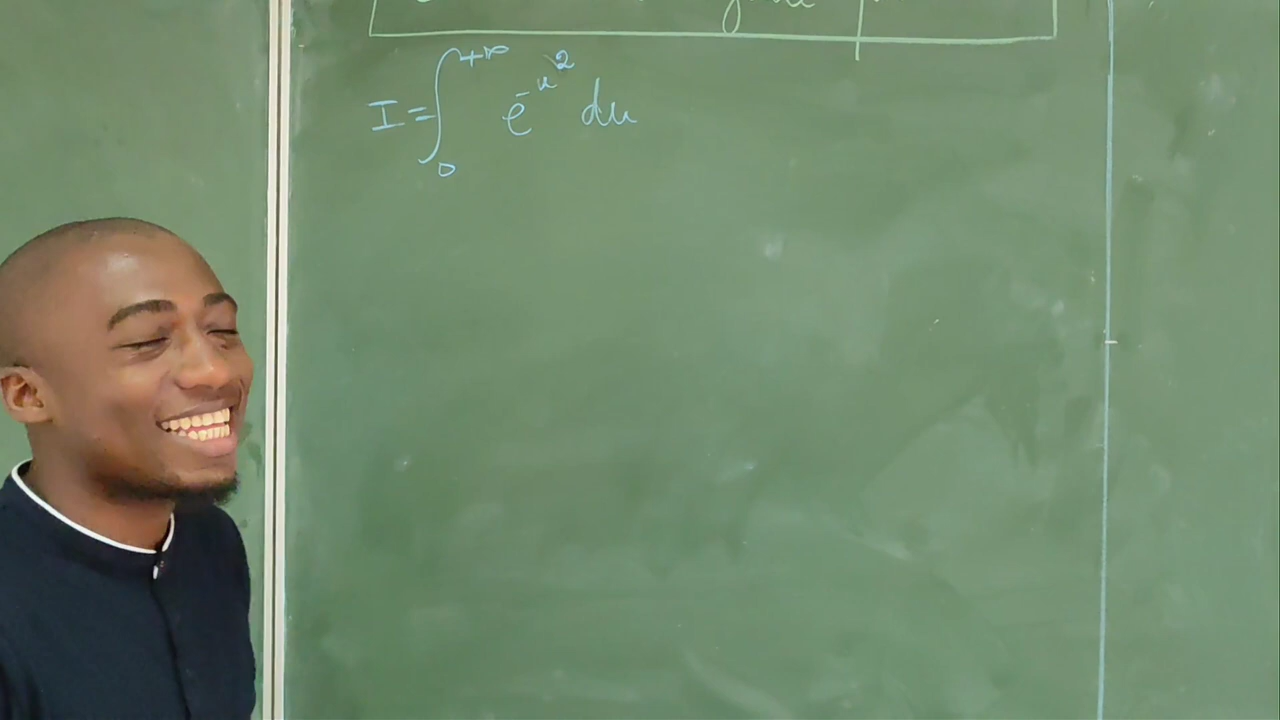 I = ∫₀^{+∞} e^{-u²} du